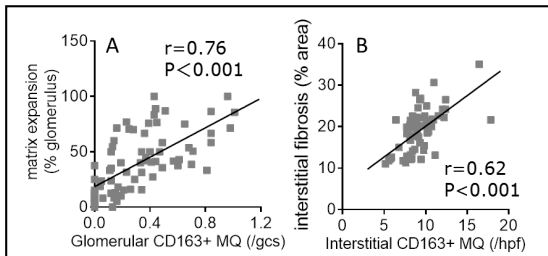 A
r=0.76
P<0.001
matrix expansion
(% glomerulus)
150
100
50
0
0.0 0.4 0.8 1.2
Glomerular CD163+ MQ (/gcs)
B
interstitial fibrosis (% area)
40
30
20
10
0
r=0.62
P<0.001
0 5 10 15 20
Interstitial CD163+ MQ (/hpf)